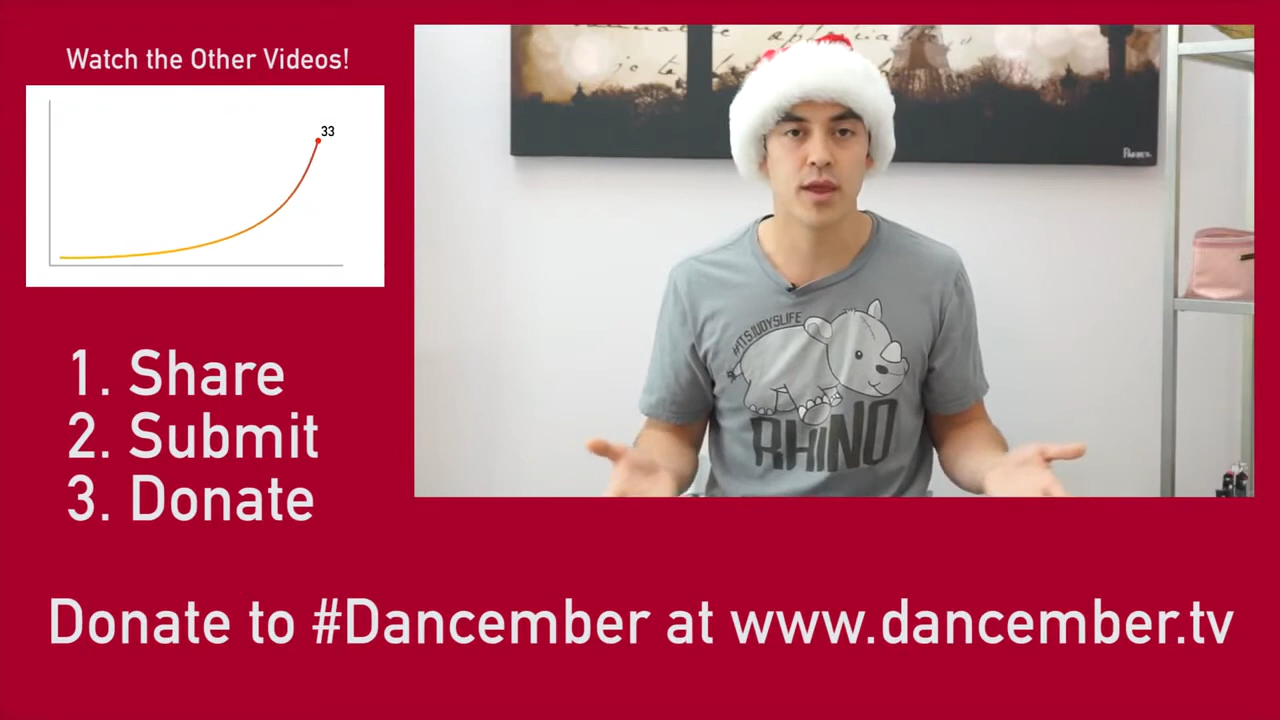 Watch the Other Videos!
33
1. Share
2. Submit
3. Donate
#ITSJUDYSLIFE
RHINO
Donate to #Dancember at www.dancember.tv